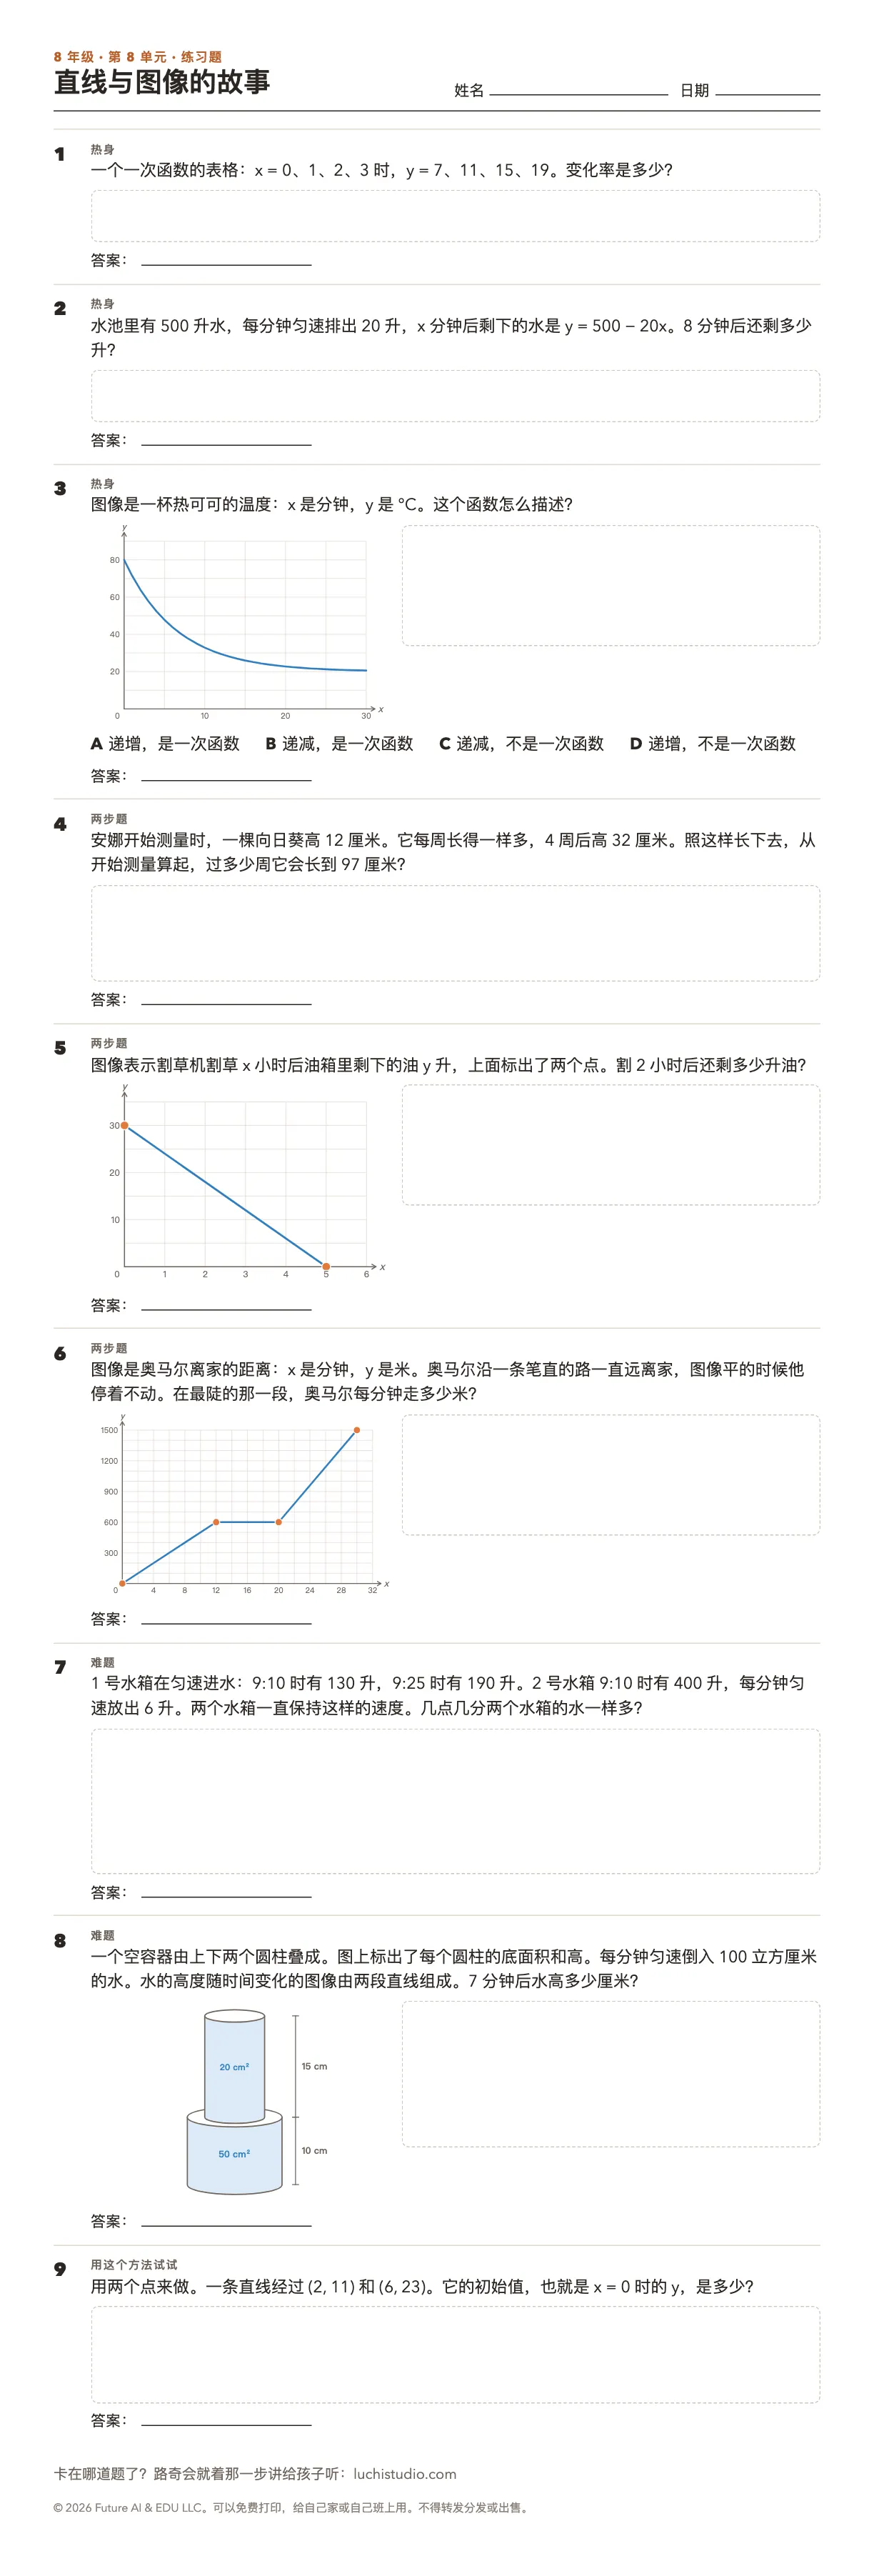 8 年级 · 第 8 单元 · 练习题
直线与图像的故事
姓名 日期
1 热身
一个一次函数的表格：x = 0、1、2、3 时，y = 7、11、15、19。变化率是多少？
答案：
2 热身
水池里有 500 升水，每分钟匀速排出 20 升，x 分钟后剩下的水是 y = 500 − 20x。8 分钟后还剩多少
升？
答案：
3 热身
图像是一杯热可可的温度：x 是分钟，y 是 °C。这个函数怎么描述？
y
80
60
40
20
0 10 20 30 x
A 递增，是一次函数 B 递减，是一次函数 C 递减，不是一次函数 D 递增，不是一次函数
答案：
4 两步题
安娜开始测量时，一棵向日葵高 12 厘米。它每周长得一样多，4 周后高 32 厘米。照这样长下去，从
开始测量算起，过多少周它会长到 97 厘米？
答案：
5 两步题
图像表示割草机割草 x 小时后油箱里剩下的油 y 升，上面标出了两个点。割 2 小时后还剩多少升油？
y
30
20
10
0 1 2 3 4 5 6 x
答案：
6 两步题
图像是奥马尔离家的距离：x 是分钟，y 是米。奥马尔沿一条笔直的路一直远离家，图像平的时候他
停着不动。在最陡的那一段，奥马尔每分钟走多少米？
y
1500
1200
900
600
300
0 4 8 12 16 20 24 28 32 x
答案：
7 难题
1 号水箱在匀速进水：9:10 时有 130 升，9:25 时有 190 升。2 号水箱 9:10 时有 400 升，每分钟匀
速放出 6 升。两个水箱一直保持这样的速度。几点几分两个水箱的水一样多？
答案：
8 难题
一个空容器由上下两个圆柱叠成。图上标出了每个圆柱的底面积和高。每分钟匀速倒入 100 立方厘米
的水。水的高度随时间变化的图像由两段直线组成。7 分钟后水高多少厘米？
20 cm² 15 cm
50 cm² 10 cm
答案：
9 用这个方法试试
用两个点来做。一条直线经过 (2, 11) 和 (6, 23)。它的初始值，也就是 x = 0 时的 y，是多少？
答案：
卡在哪道题了？路奇会就着那一步讲给孩子听：luchistudio.com
© 2026 Future AI & EDU LLC。可以免费打印，给自己家或自己班上用。不得转发分发或出售。